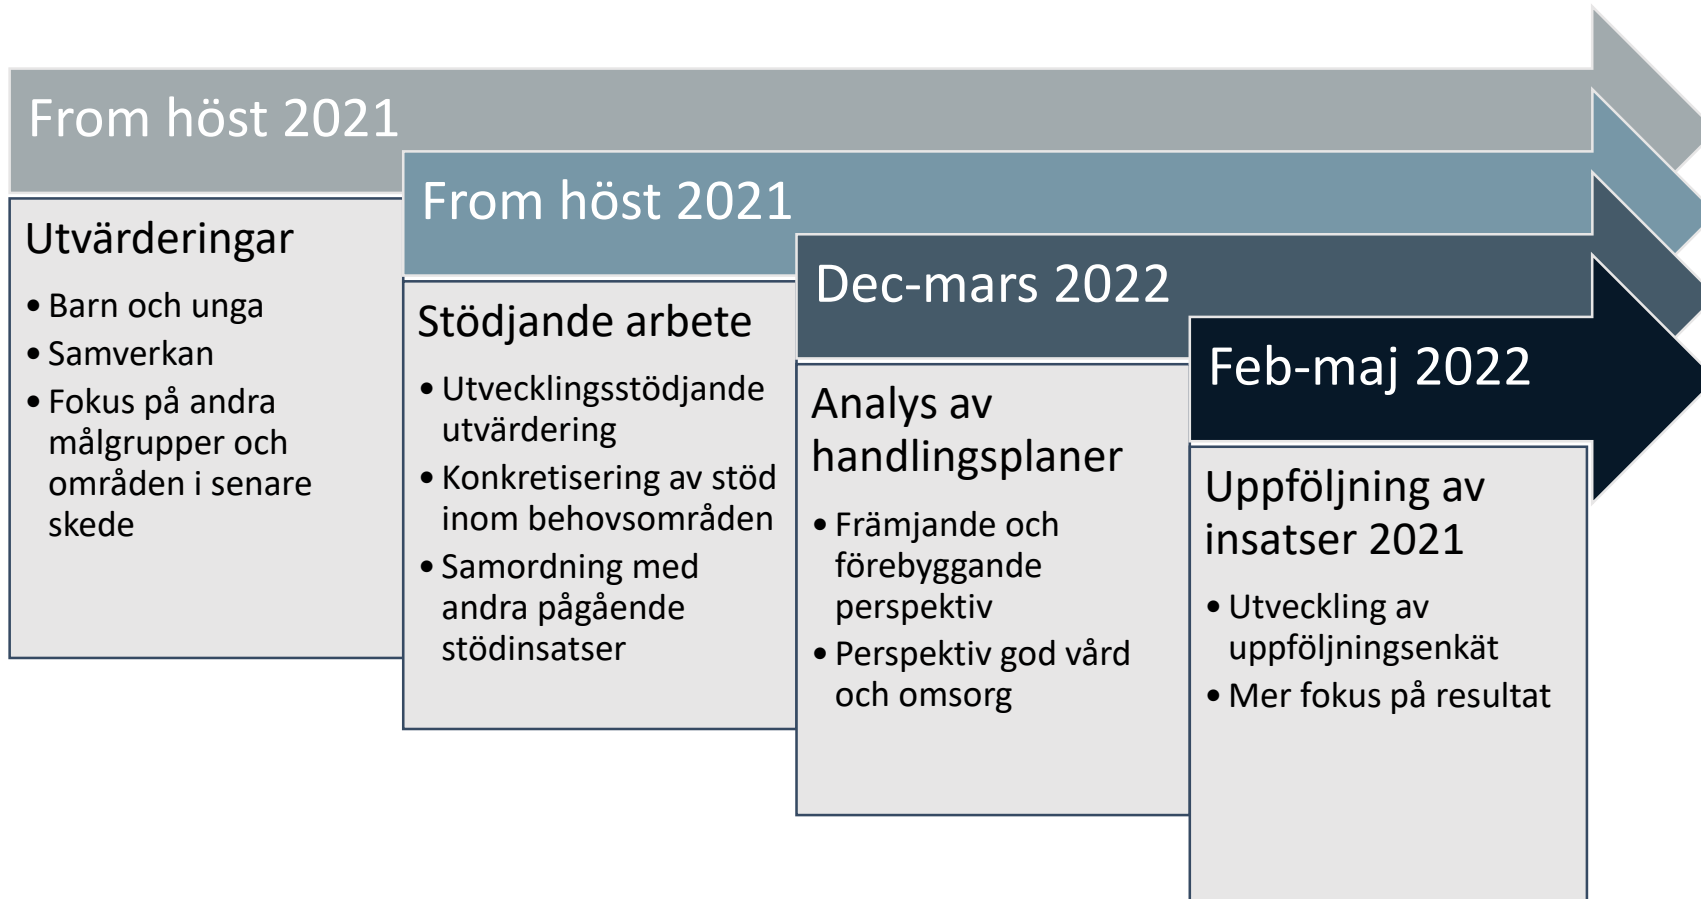 From höst 2021
Utvärderingar
• Barn och unga
• Samverkan
• Fokus på andra
målgrupper och
områden i senare
skede
From höst 2021
Stödjande arbete
• Utvecklingsstödjande
utvärdering
• Konkretisering av stöd
inom behovsområden
• Samordning med
andra pågående
stödinsatser
Dec-mars 2022
Analys av
handlingsplaner
• Främjande och
förebyggande
perspektiv
• Perspektiv god vård
och omsorg
Feb-maj 2022
Uppföljning av
insatser 2021
• Utveckling av
uppföljningsenkät
• Mer fokus på resultat